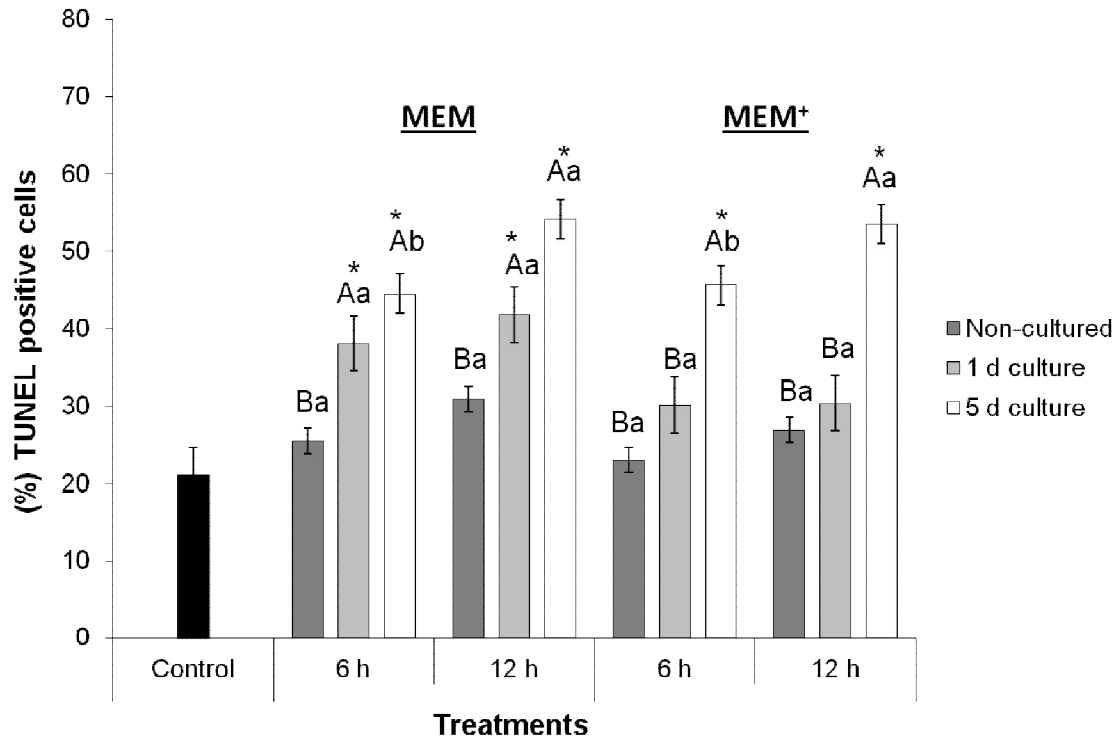 (%) TUNEL positive cells
80
70
60
50
40
30
20
10
0
MEM
MEM⁺
*
Aa
*
Ab
*
Aa
*
Aa
*
Ab
*
Aa
Ba
Ba
Ba
Ba
Ba
Ba
Non-cultured
1 d culture
5 d culture
Control
6 h
12 h
6 h
12 h
Treatments